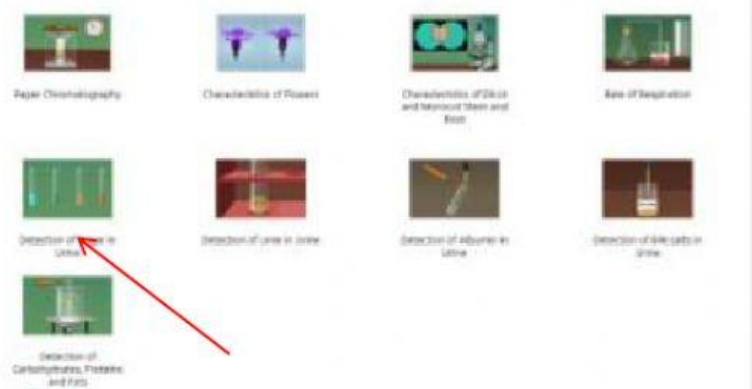 Paper Chromatography
Characteristics of Flowers
Characteristics of Dicot
and Monocot Stem and
Root
Rate of Respiration
Detection of in
Urine
Detection of Urea in Urine
Detection of Albumin in
Urine
Detection of Bile Salts in
Urine
Detection of
Carbohydrates, Proteins
and Fats